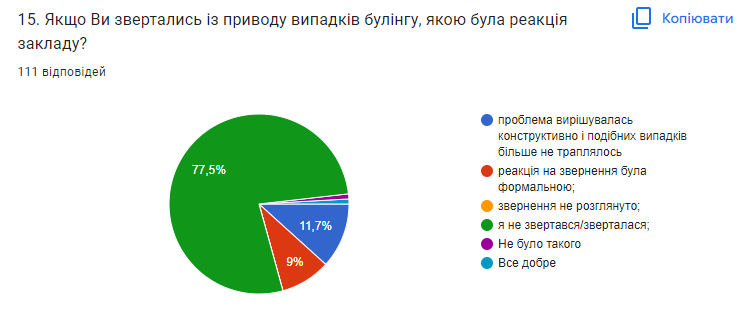 15. Якщо Ви звертались із приводу випадків булінгу, якою була реакція
закладу?
Копіювати
111 відповідей
проблема вирішувалась
конструктивно і подібних випадків
більше не траплялось
реакція на звернення була
формальною;
звернення не розглянуто;
я не звертався/зверталася;
Не було такого
Все добре
77,5%
11,7%
9%